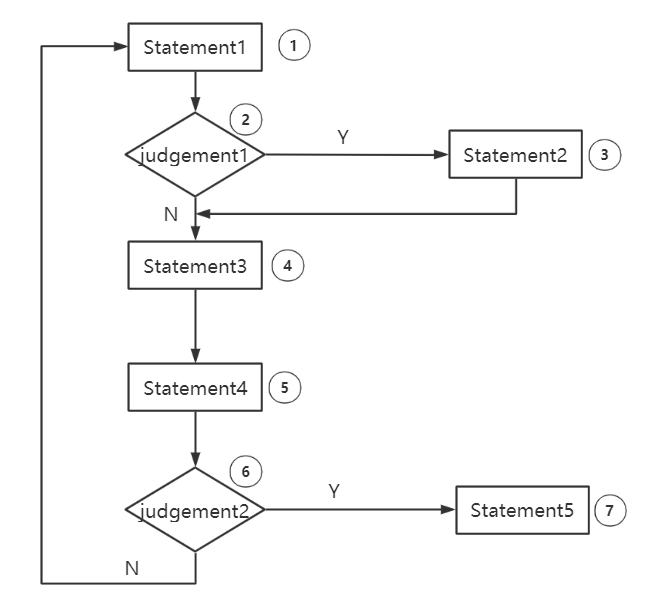 Statement1
1
2
judgement1
Y
Statement2
3
N
Statement3
4
Statement4
5
6
judgement2
Y
Statement5
7
N